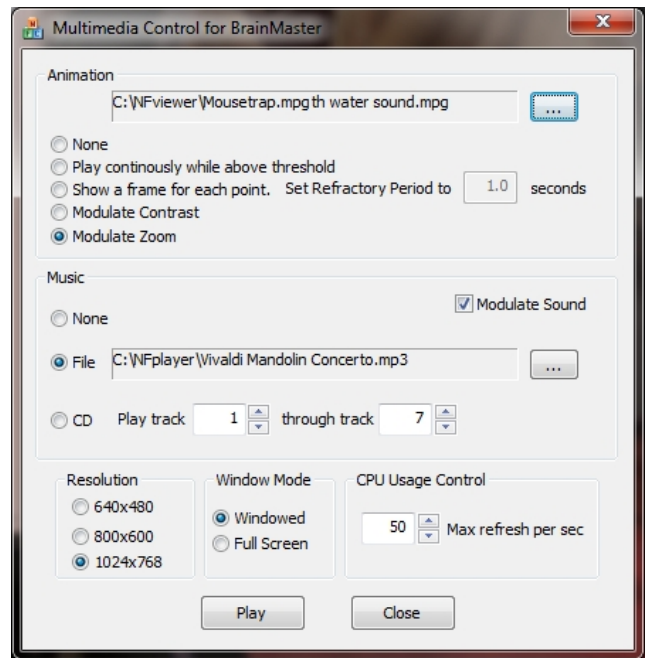 Multimedia Control for BrainMaster
Animation
C:\NFviewer\Mousetrap.mpgth water sound.mpg
...
None
Play continously while above threshold
Show a frame for each point. Set Refractory Period to 1.0 seconds
Modulate Contrast
Modulate Zoom
Music
Modulate Sound
None
File C:\NFplayer\Vivaldi Mandolin Concerto.mp3 ...
CD Play track 1 through track 7
Resolution
640x480
800x600
1024x768
Window Mode
Windowed
Full Screen
CPU Usage Control
50 Max refresh per sec
Play Close